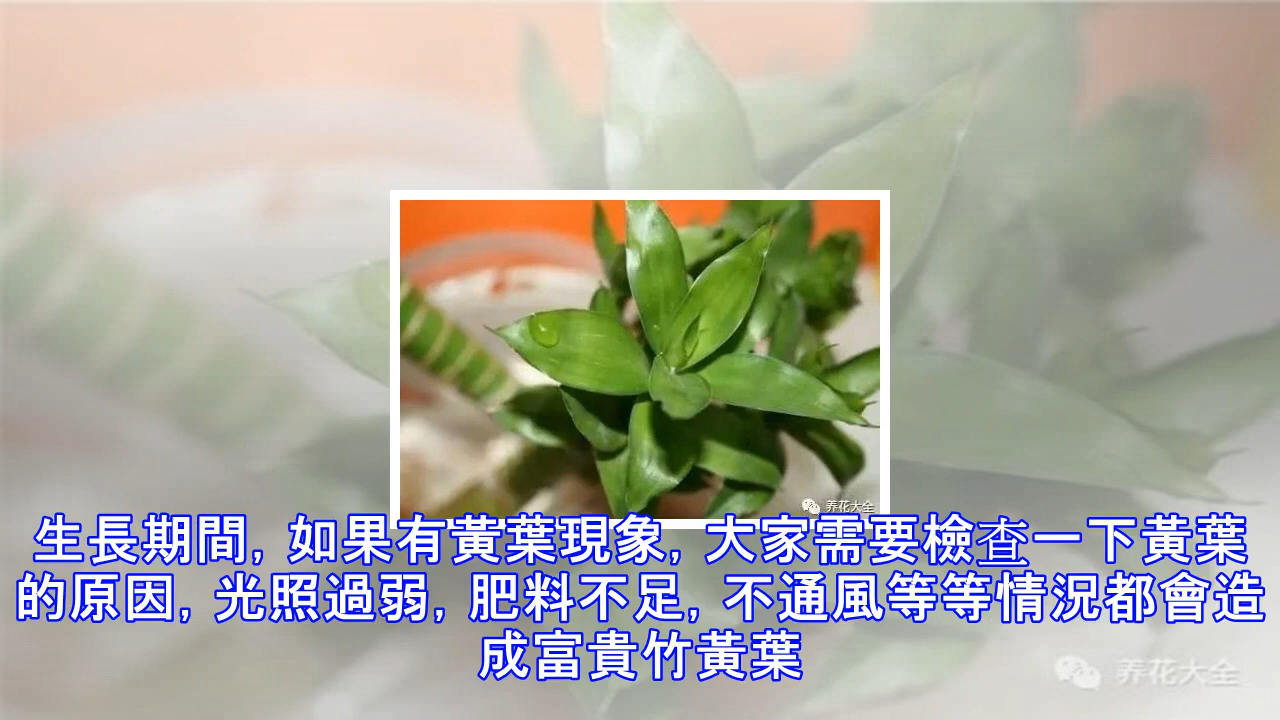 养花大全
生長期間, 如果有黃葉現象, 大家需要檢查一下黃葉
的原因, 光照過弱, 肥料不足, 不通風等等情況都會造
成富貴竹黃葉
养花大全